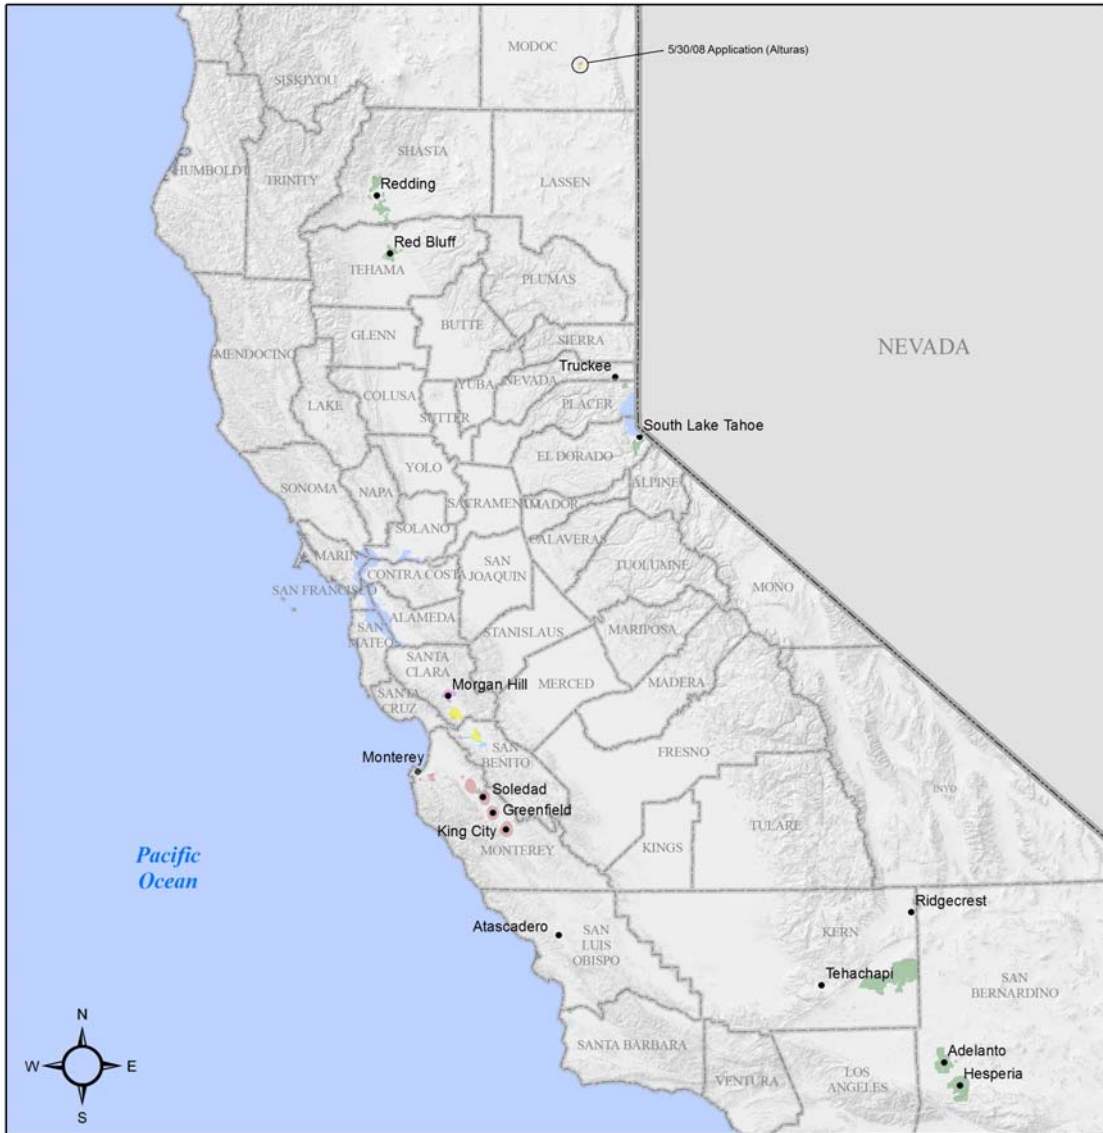 MODOC
5/30/08 Application (Alturas)
SISKIYOU
SHASTA
HUMBOLDT
TRINITY
Redding
LASSEN
Red Bluff
TEHAMA
PLUMAS
BUTTE
GLENN
SIERRA
NEVADA
MENDOCINO
Truckee
YUBA
NEVADA
COLUSA
LAKE
SUTTER
PLACER
South Lake Tahoe
EL DORADO
YOLO
ALPINE
SONOMA
NAPA
SACRAMENTO
AMADOR
SOLANO
CALAVERAS
MARIN
SAN
JOAQUIN
TUOLUMNE
CONTRA COSTA
MONO
SAN FRANCISCO
ALAMEDA
SAN
MATEO
STANISLAUS
MARIPOSA
SANTA
CLARA
MERCED
MADERA
Morgan Hill
SANTA
CRUZ
SAN
BENITO
FRESNO
Monterey
Soledad
INYO
Greenfield
King City
TULARE
MONTEREY
KINGS
Pacific
Ocean
Ridgecrest
Atascadero
SAN
LUIS
OBISPO
KERN
Tehachapi
SAN
BERNARDINO
N
W
E
S
SANTA BARBARA
VENTURA
LOS
ANGELES
Adelanto
Hesperia